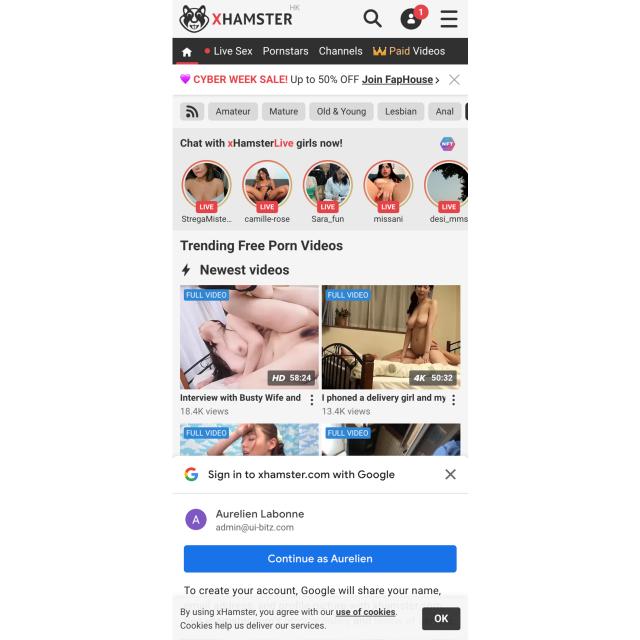 XHAMSTER HK
1
Live Sex Pornstars Channels Paid Videos
CYBER WEEK SALE! Up to 50% OFF Join FapHouse
Amateur Mature Old & Young Lesbian Anal
Chat with xHamsterLive girls now!
NFT
LIVE LIVE LIVE LIVE LIVE
StregaMiste... camille-rose Sara_fun missani desi_mms
Trending Free Porn Videos
Newest videos
FULL VIDEO FULL VIDEO
HD 58:24 4K 50:32
Interview with Busty Wife and I phoned a delivery girl and my
18.4K views 13.4K views
FULL VIDEO FULL VIDEO
Sign in to xhamster.com with Google
A Aurelien Labonne
admin@ui-bitz.com
Continue as Aurelien
To create your account, Google will share your name,
By using xHamster, you agree with our use of cookies.
Cookies help us deliver our services.
OK